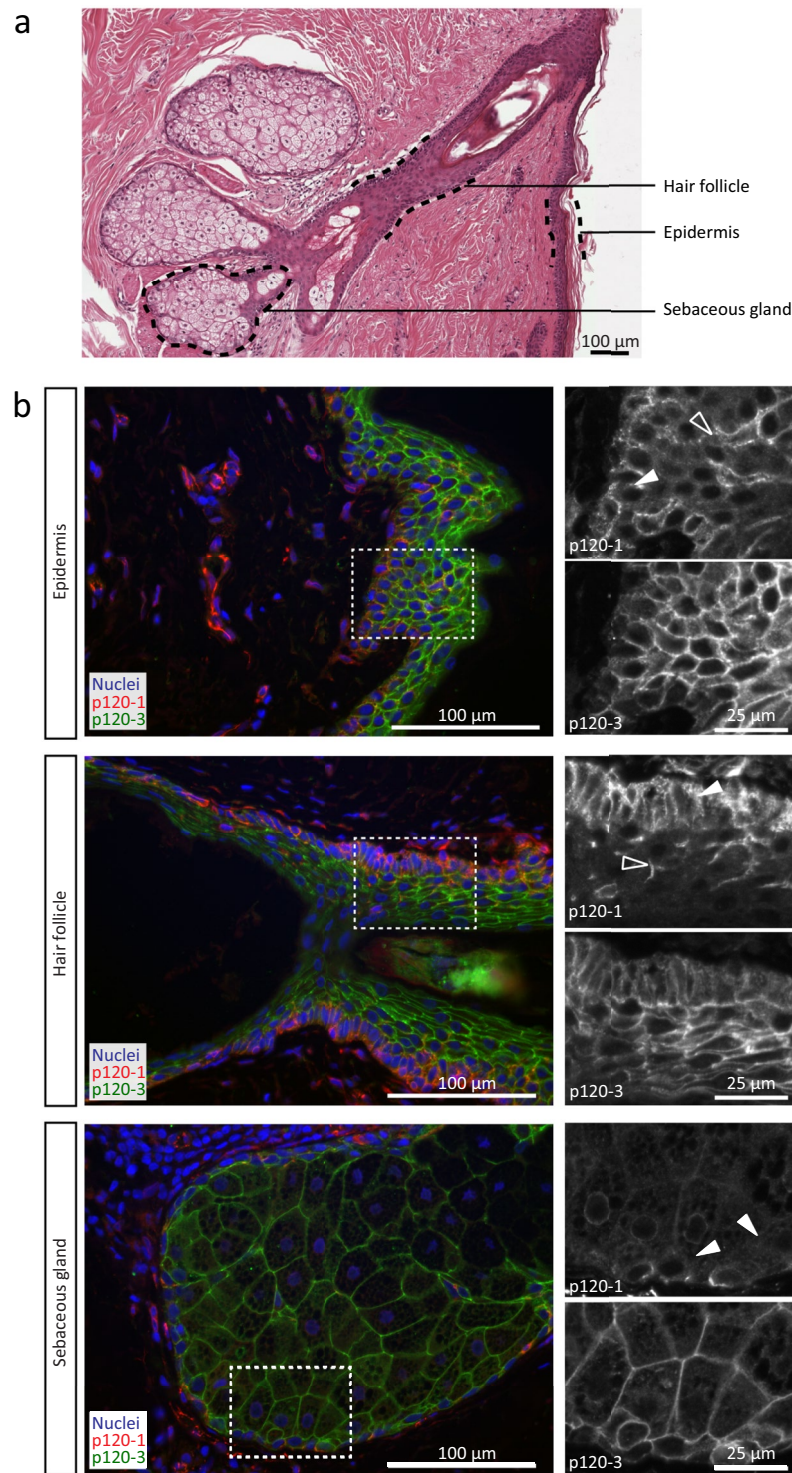 a
Hair follicle
Epidermis
Sebaceous gland
100 µm
b
Epidermis
Nuclei
p120-1
p120-3
100 µm
p120-1
p120-3
25 µm
Hair follicle
Nuclei
p120-1
p120-3
100 µm
p120-1
p120-3
25 µm
Sebaceous gland
Nuclei
p120-1
p120-3
100 µm
p120-1
p120-3
25 µm